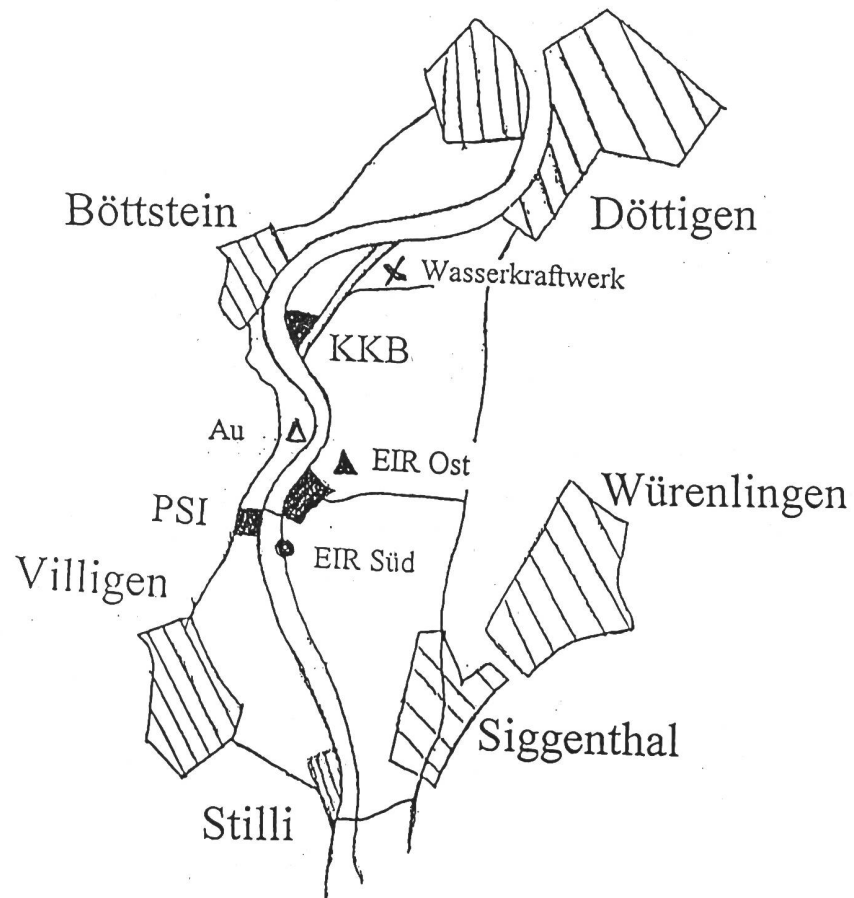 Böttstein
Döttigen
Wasserkraftwerk
KKB
Au
EIR Ost
PSI
Würenlingen
EIR Süd
Villigen
Siggenthal
Stilli